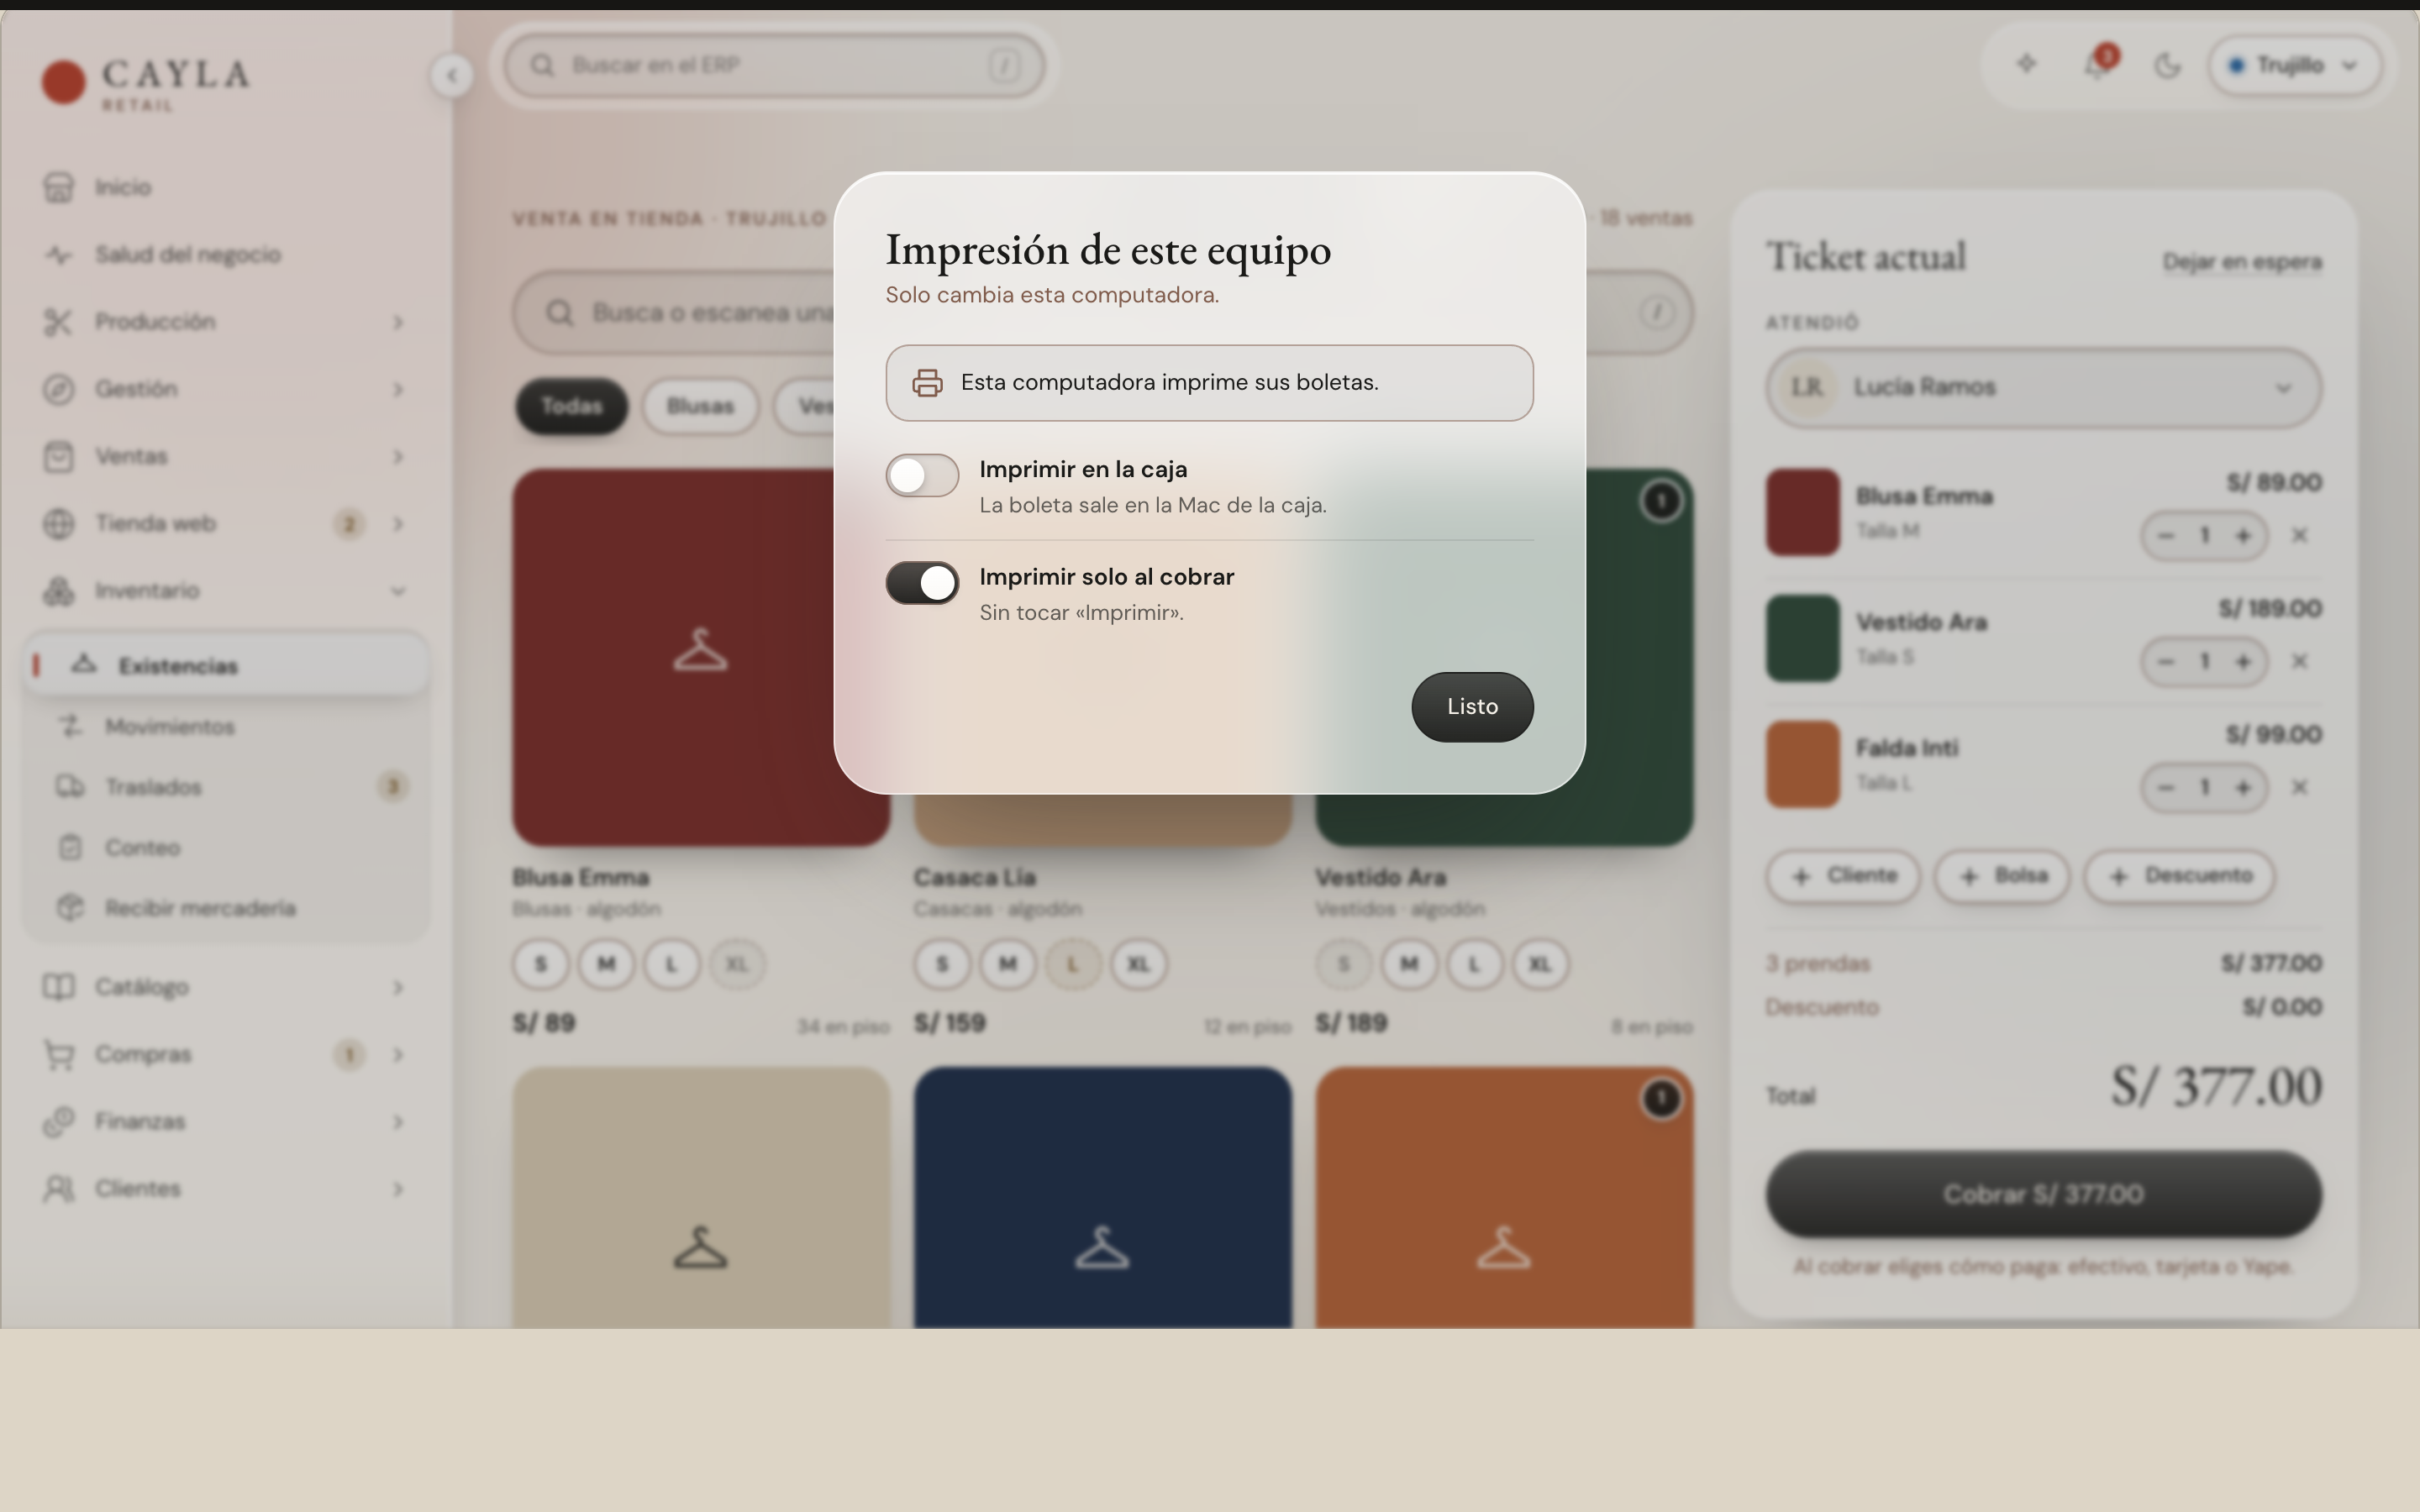 CAYLA
RETAIL
Buscar en el ERP
/
3
Trujillo
Inicio
Salud del negocio
Producción
Gestión
Ventas
Tienda web
2
Inventario
Existencias
Movimientos
Traslados
3
Conteo
Recibir mercadería
Catálogo
Compras
1
Finanzas
Clientes
VENTA EN TIENDA · TRUJILLO
· 18 ventas
Busca o escanea una
/
Todas
Blusas
Impresión de este equipo
Solo cambia esta computadora.
Esta computadora imprime sus boletas.
Imprimir en la caja
La boleta sale en la Mac de la caja.
Imprimir solo al cobrar
Sin tocar «Imprimir».
Listo
1
Blusa Emma
Blusas · algodón
S M L XL
S/ 89
34 en piso
Casaca Lia
Casacas · algodón
S M L XL
S/ 159
12 en piso
Vestido Ara
Vestidos · algodón
S M L XL
S/ 189
8 en piso
1
Ticket actual
Dejar en espera
ATENDIÓ
LR
Lucía Ramos
Blusa Emma
S/ 89.00
Talla M
− 1 + ×
Vestido Ara
S/ 189.00
Talla S
− 1 + ×
Falda Inti
S/ 99.00
Talla L
− 1 + ×
+ Cliente
+ Bolsa
+ Descuento
3 prendas
S/ 377.00
Descuento
S/ 0.00
Total
S/ 377.00
Cobrar S/ 377.00
Al cobrar eliges cómo paga: efectivo, tarjeta o Yape.